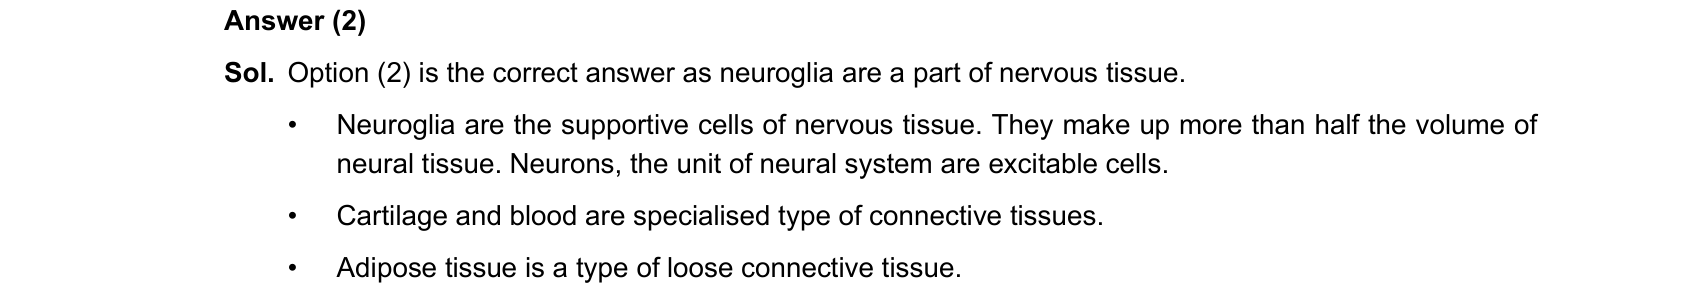 Answer (2)
Sol. Option (2) is the correct answer as neuroglia are a part of nervous tissue.
• Neuroglia are the supportive cells of nervous tissue. They make up more than half the volume of
neural tissue. Neurons, the unit of neural system are excitable cells.
• Cartilage and blood are specialised type of connective tissues.
• Adipose tissue is a type of loose connective tissue.